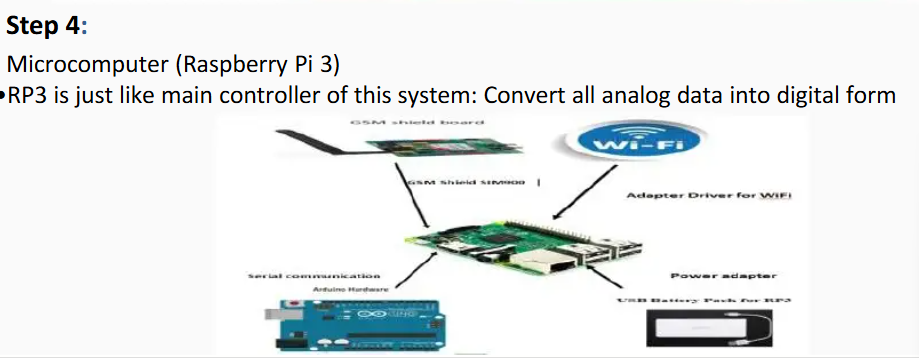 Step 4:
Microcomputer (Raspberry Pi 3)
•RP3 is just like main controller of this system: Convert all analog data into digital form
GSM shield board
Wi-Fi
GSM Shield SIM900
Adapter Driver for WiFi
Serial communication
Power adapter
Arduino Hardware
USB Battery Pack for RP3
UNO